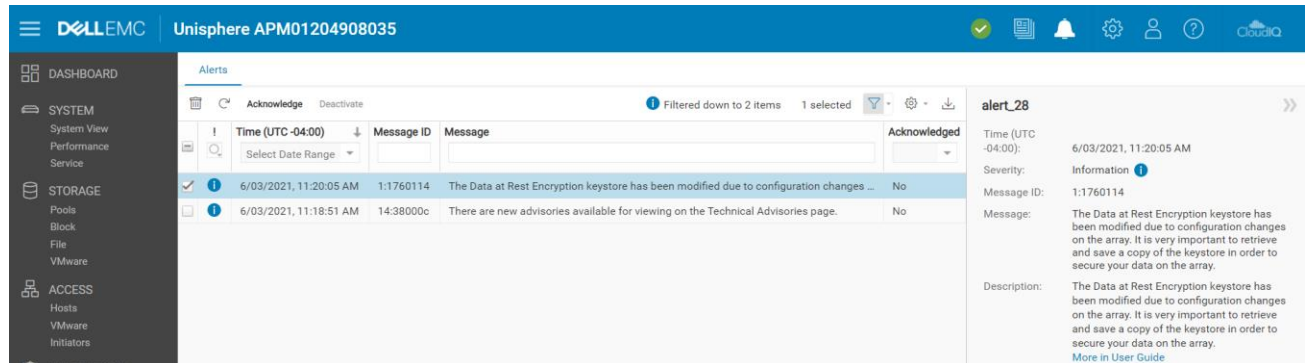 DELLEMC Unisphere APM01204908035 CloudIQ
DASHBOARD
SYSTEM
System View
Performance
Service
STORAGE
Pools
Block
File
VMware
ACCESS
Hosts
VMware
Initiators
Alerts
Acknowledge Deactivate Filtered down to 2 items 1 selected
! Time (UTC -04:00) Message ID Message Acknowledged
Select Date Range
6/03/2021, 11:20:05 AM 1:1760114 The Data at Rest Encryption keystore has been modified due to configuration changes ... No
6/03/2021, 11:18:51 AM 14:38000c There are new advisories available for viewing on the Technical Advisories page. No
alert_28
Time (UTC
-04:00): 6/03/2021, 11:20:05 AM
Severity: Information
Message ID: 1:1760114
Message: The Data at Rest Encryption keystore has
been modified due to configuration changes
on the array. It is very important to retrieve
and save a copy of the keystore in order to
secure your data on the array.
Description: The Data at Rest Encryption keystore has
been modified due to configuration changes
on the array. It is very important to retrieve
and save a copy of the keystore in order to
secure your data on the array.
More in User Guide